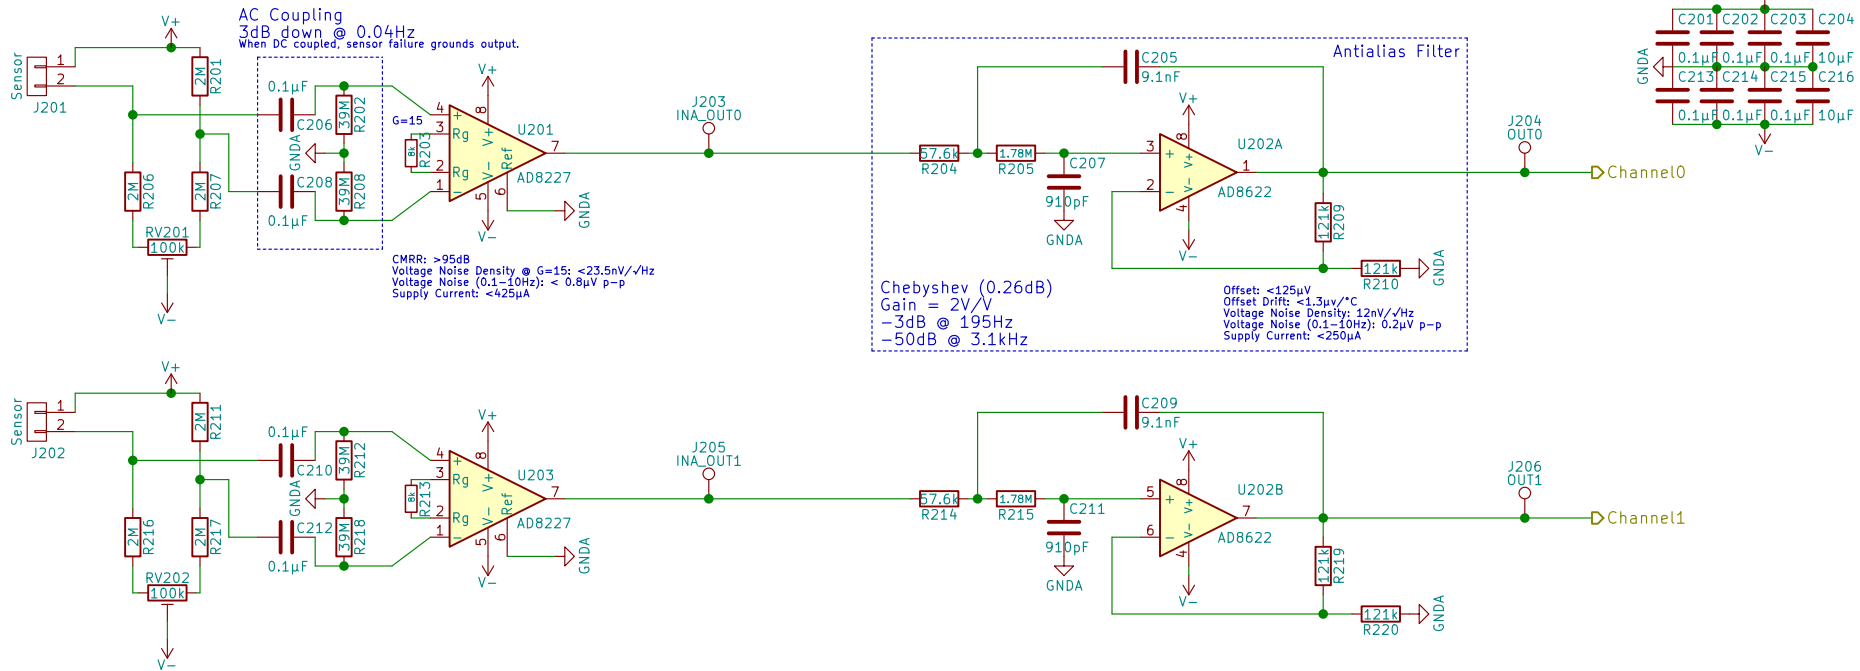 AC Coupling
3dB down @ 0.04Hz
When DC coupled, sensor failure grounds output.
V+
Sensor
1
2
J201
2M
R201
0.1µF
C206
39M
R202
GNDA
C208
0.1µF
39M
R208
2M
R206
2M
R207
RV201
100k
V−
G=15
4
3
2
1
+
Rg
Rg
−
8k
R203
V+
8
V+
V−
Ref
5
6
V−
U201
7
AD8227
GNDA
CMRR: >95dB
Voltage Noise Density @ G=15: <23.5nV/√Hz
Voltage Noise (0.1−10Hz): < 0.8µV p−p
Supply Current: <425µA
J203
INA_OUT0
Antialias Filter
C205
9.1nF
57.6k
R204
1.78M
R205
C207
910pF
GNDA
V+
8
V+
3
+
2
−
V−
4
V−
U202A
1
AD8622
121k
R209
121k
R210
GNDA
Chebyshev (0.26dB)
Gain = 2V/V
−3dB @ 195Hz
−50dB @ 3.1kHz
Offset: <125µV
Offset Drift: <1.3µv/°C
Voltage Noise Density: 12nV/√Hz
Voltage Noise (0.1−10Hz): 0.2µV p−p
Supply Current: <250µA
J204
OUT0
Channel0
C201 C202 C203 C204
0.1µF 0.1µF 0.1µF 10µF
GNDA
C213 C214 C215 C216
0.1µF 0.1µF 0.1µF 10µF
V−
V+
Sensor
1
2
J202
2M
R211
0.1µF
C210
39M
R212
GNDA
C212
0.1µF
39M
R218
2M
R216
2M
R217
RV202
100k
V−
4
3
2
1
+
Rg
Rg
−
8k
R213
V+
8
V+
V−
Ref
5
6
V−
U203
7
AD8227
GNDA
J205
INA_OUT1
C209
9.1nF
57.6k
R214
1.78M
R215
C211
910pF
GNDA
V+
8
V+
5
+
6
−
V−
4
V−
U202B
7
AD8622
121k
R219
121k
R220
GNDA
J206
OUT1
Channel1